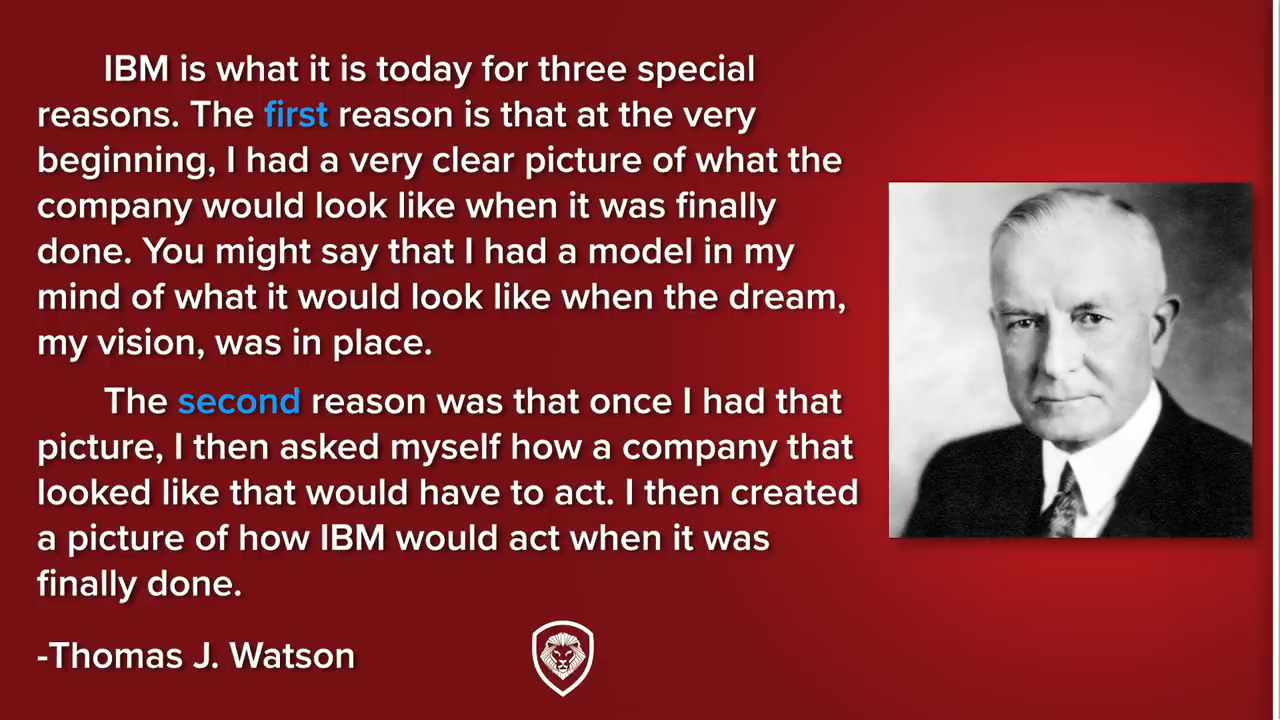 IBM is what it is today for three special
reasons. The first reason is that at the very
beginning, I had a very clear picture of what the
company would look like when it was finally
done. You might say that I had a model in my
mind of what it would look like when the dream,
my vision, was in place.
The second reason was that once I had that
picture, I then asked myself how a company that
looked like that would have to act. I then created
a picture of how IBM would act when it was
finally done.
-Thomas J. Watson